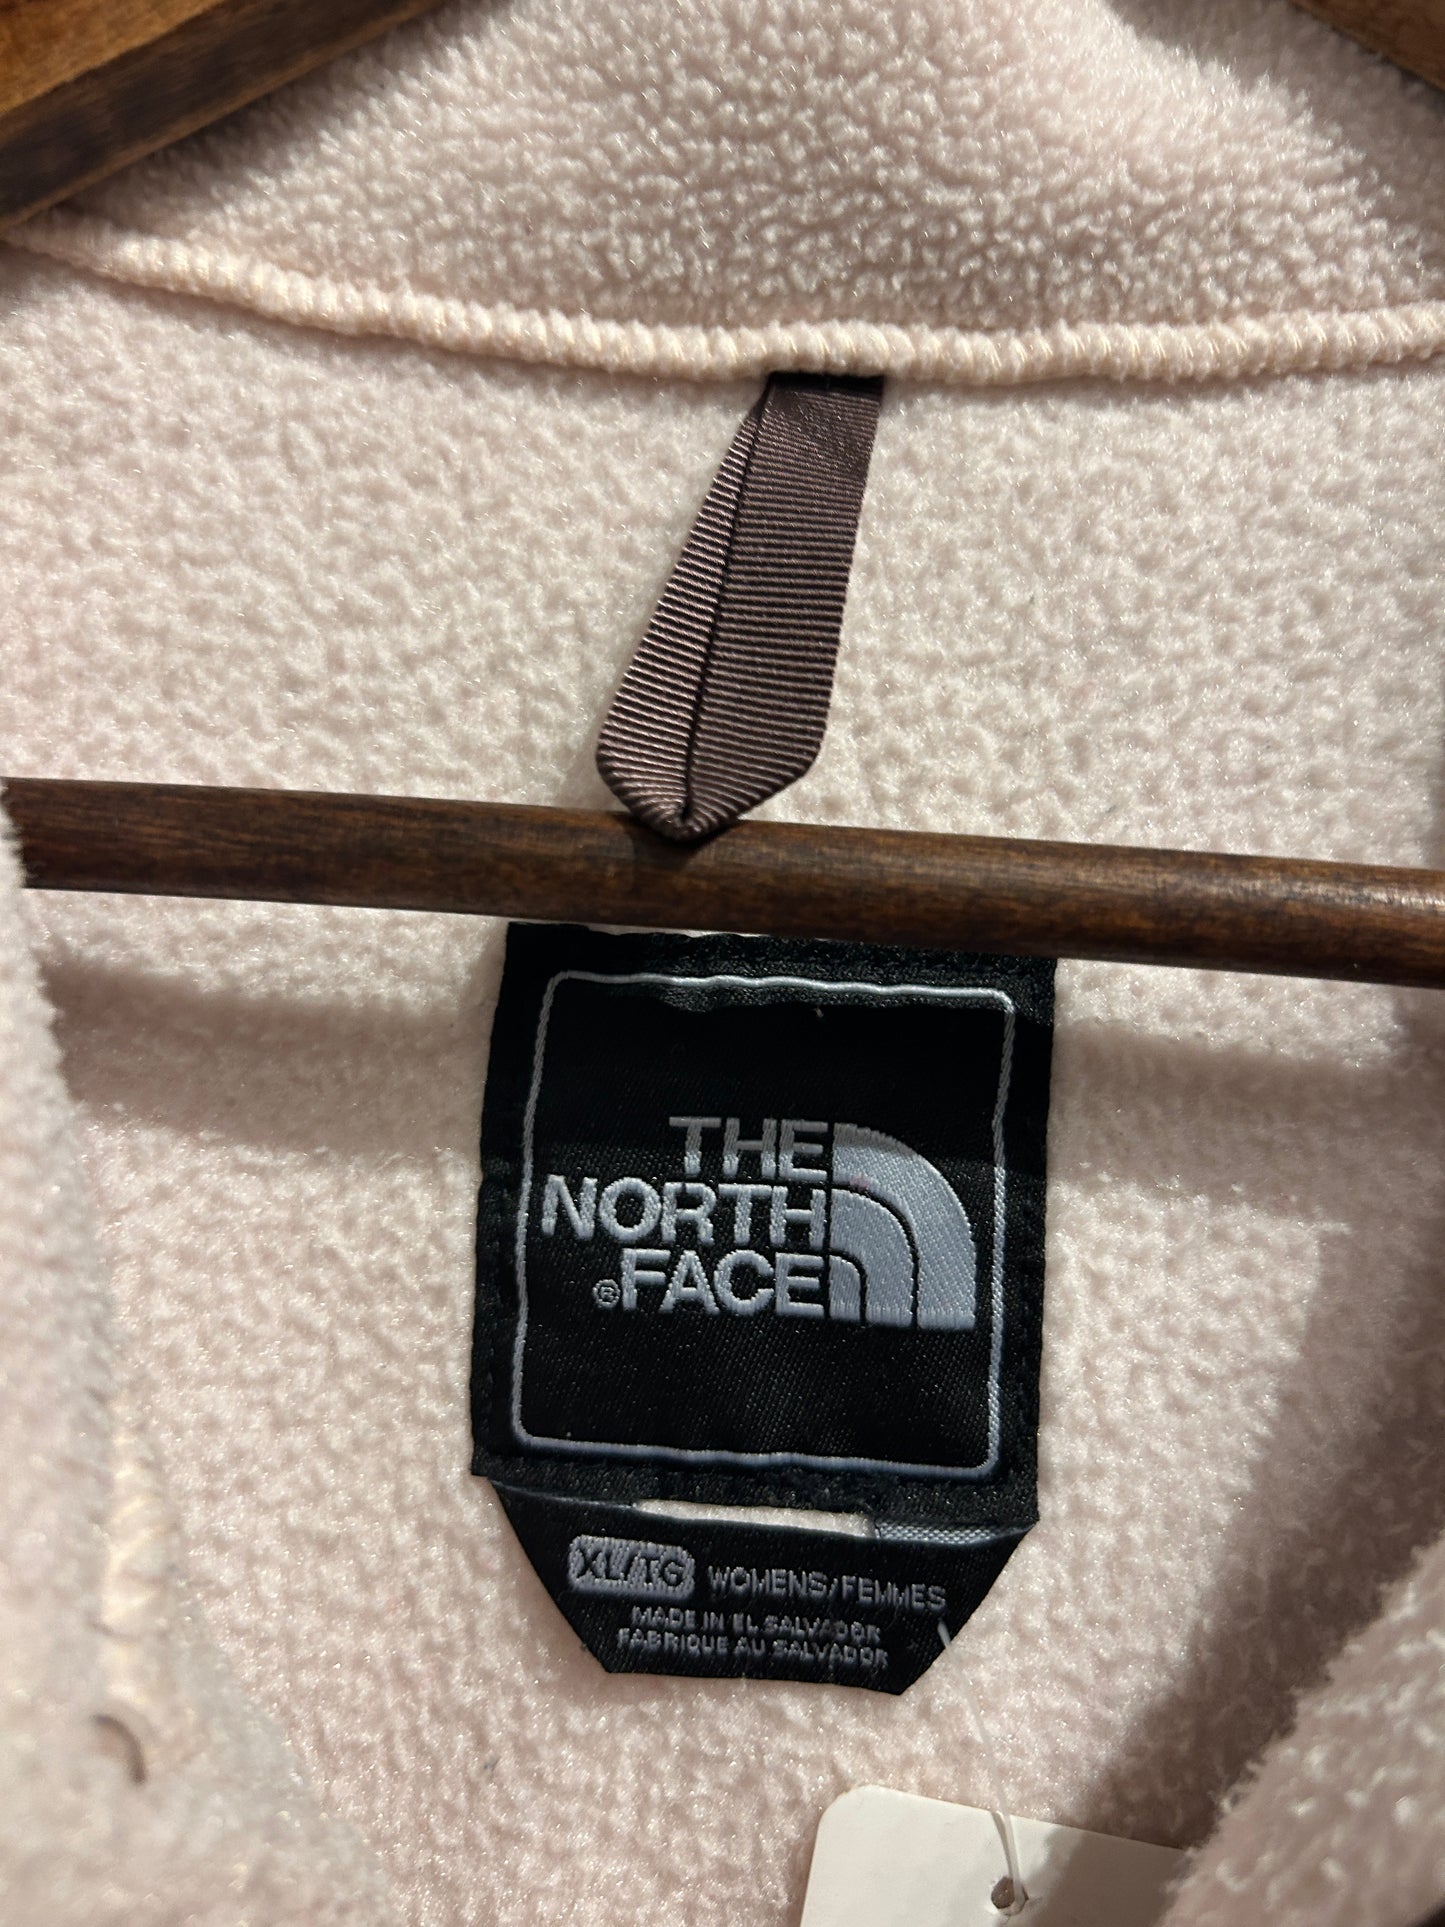 THE
NORTH
®FACE
XL/TG WOMENS/FEMMES
MADE IN EL SALVADOR
FABRIQUE AU SALVADOR